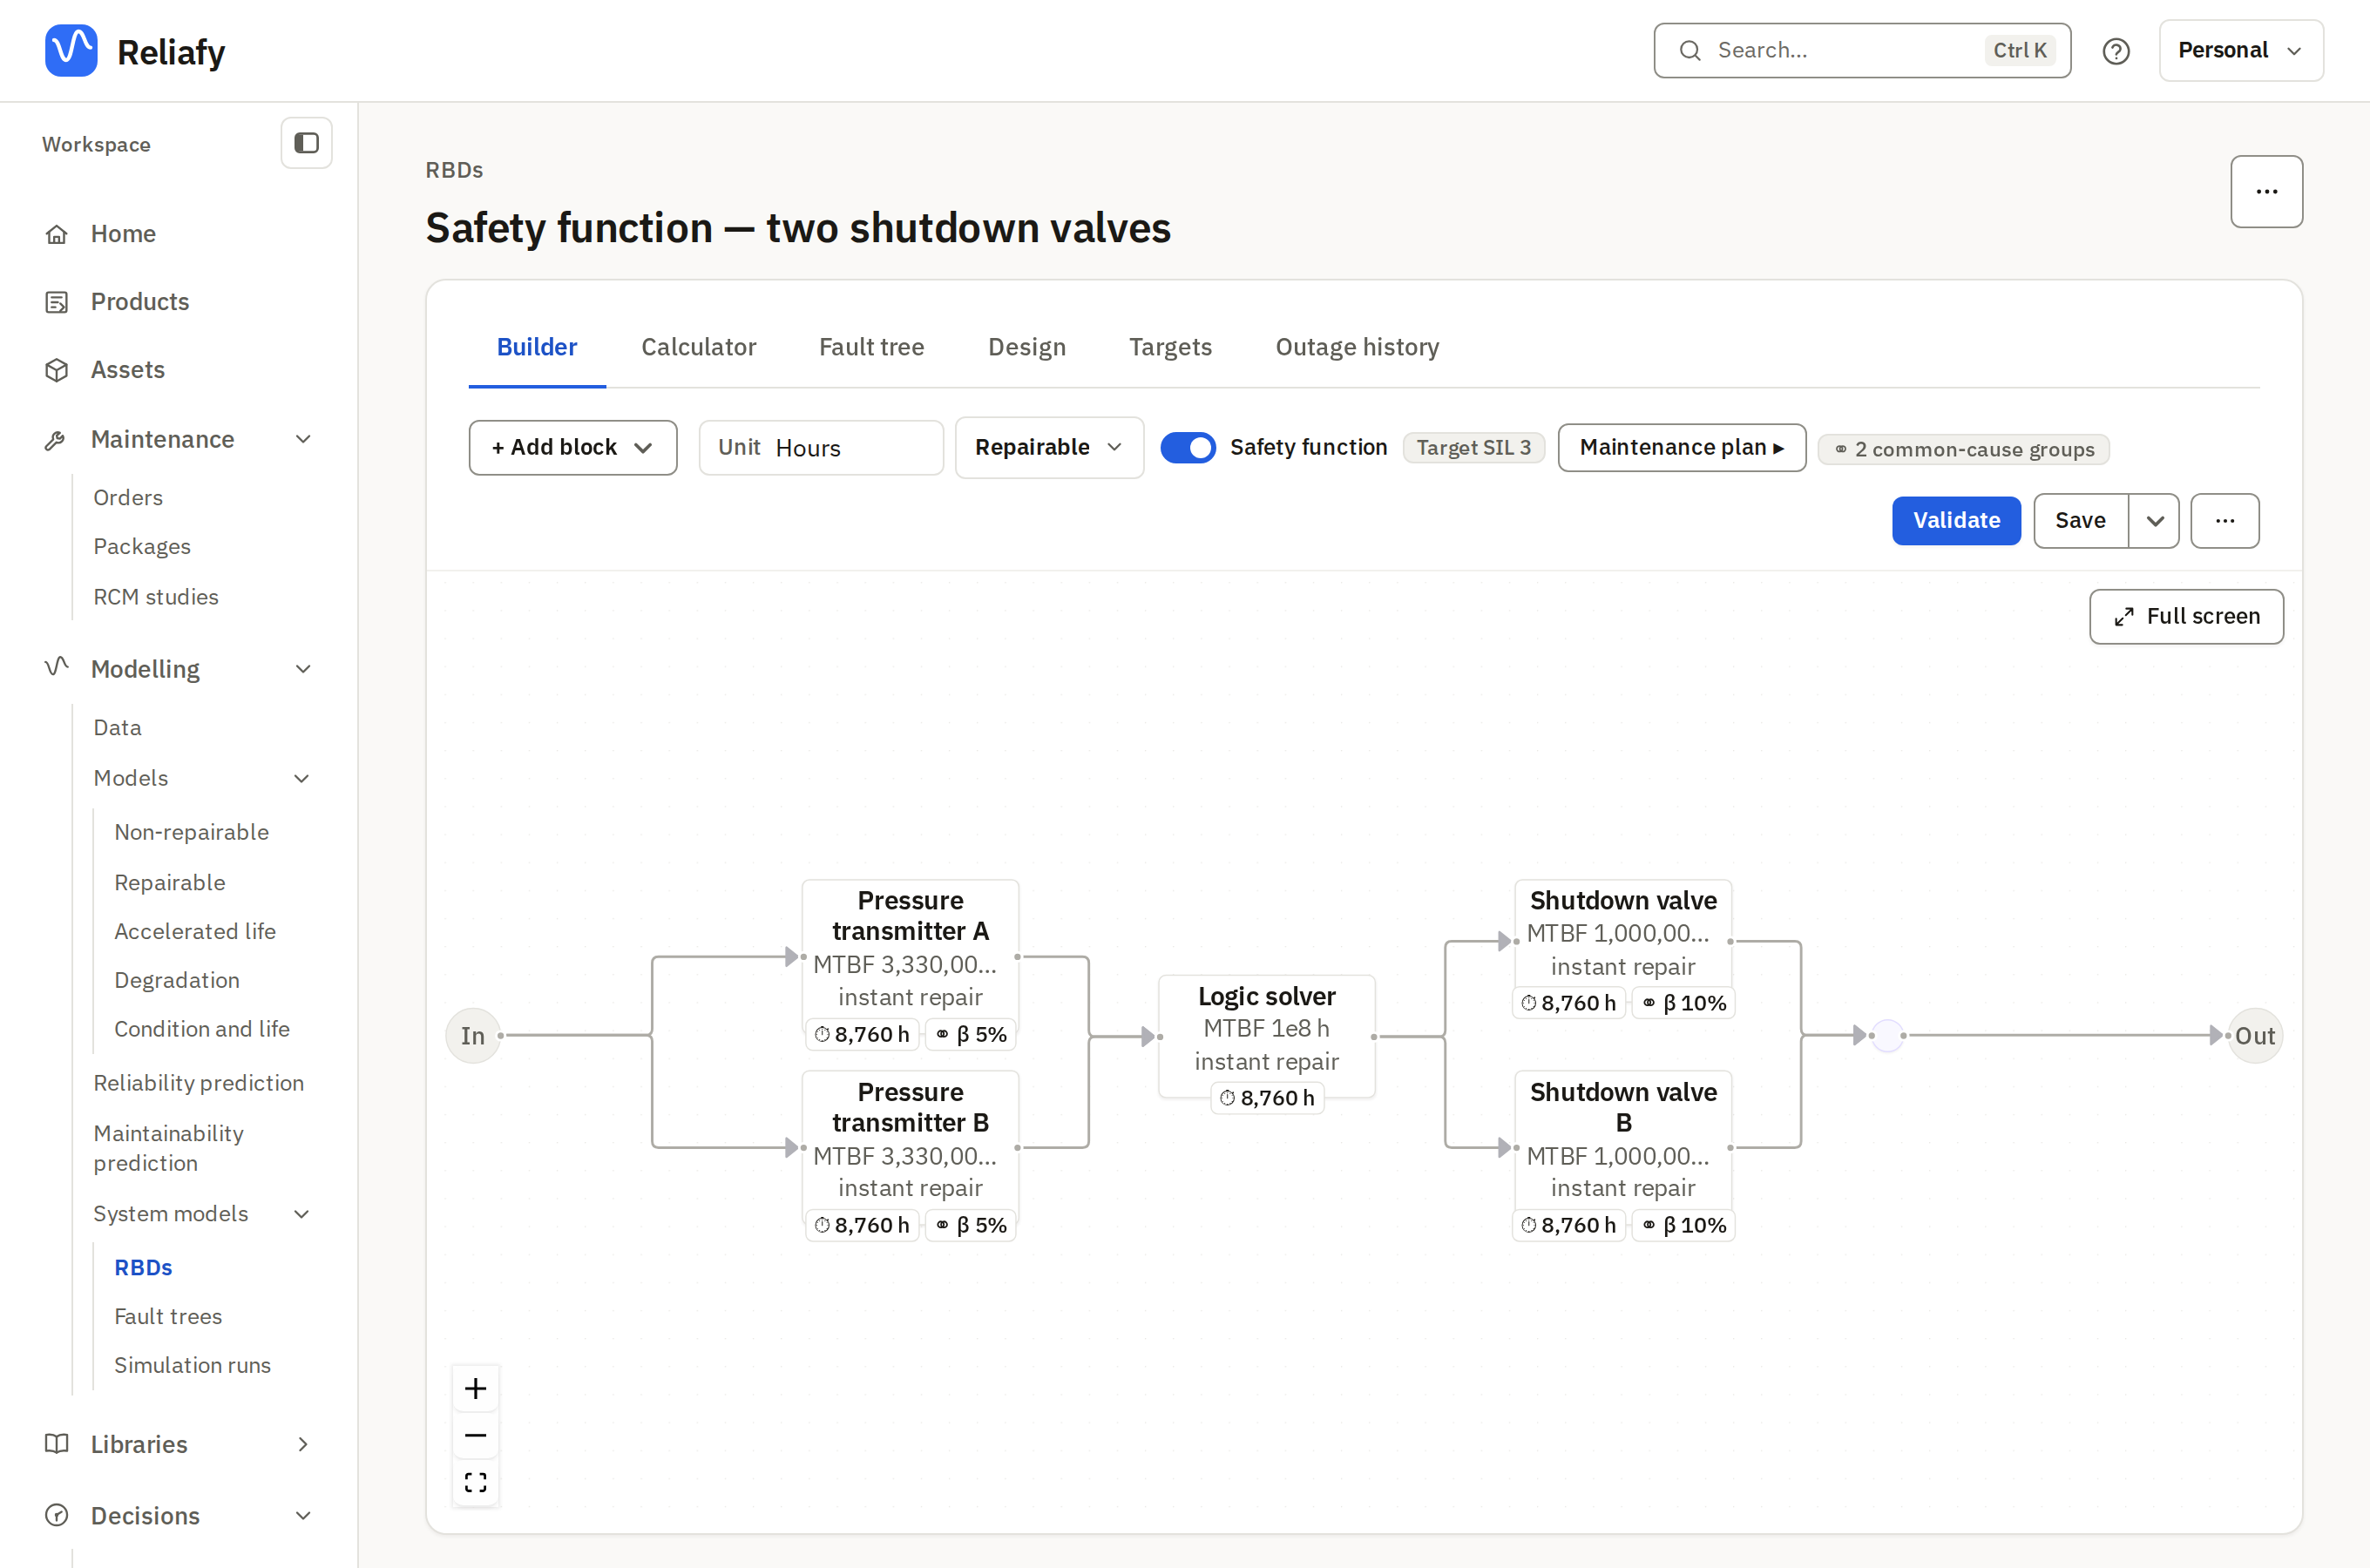 Reliafy
Search...
Ctrl K
Personal
Workspace
Home
Products
Assets
Maintenance
Orders
Packages
RCM studies
Modelling
Data
Models
Non-repairable
Repairable
Accelerated life
Degradation
Condition and life
Reliability prediction
Maintainability
prediction
System models
RBDs
Fault trees
Simulation runs
Libraries
Decisions
RBDs
Safety function — two shutdown valves
...
Builder
Calculator
Fault tree
Design
Targets
Outage history
+ Add block
Unit Hours
Repairable
Safety function
Target SIL 3
Maintenance plan ▸
2 common-cause groups
Validate
Save
...
Full screen
In
Pressure
transmitter A
MTBF 3,330,00...
instant repair
8,760 h
β 5%
Pressure
transmitter B
MTBF 3,330,00...
instant repair
8,760 h
β 5%
Logic solver
MTBF 1e8 h
instant repair
8,760 h
Shutdown valve
MTBF 1,000,00...
instant repair
8,760 h
β 10%
Shutdown valve
B
MTBF 1,000,00...
instant repair
8,760 h
β 10%
Out